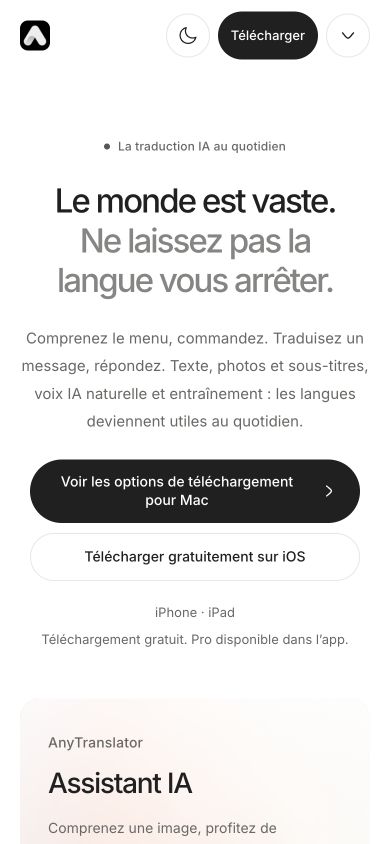 Télécharger
La traduction IA au quotidien
Le monde est vaste.
Ne laissez pas la
langue vous arrêter.
Comprenez le menu, commandez. Traduisez un
message, répondez. Texte, photos et sous-titres,
voix IA naturelle et entraînement : les langues
deviennent utiles au quotidien.
Voir les options de téléchargement
pour Mac
Télécharger gratuitement sur iOS
iPhone · iPad
Téléchargement gratuit. Pro disponible dans l’app.
AnyTranslator
Assistant IA
Comprenez une image, profitez de